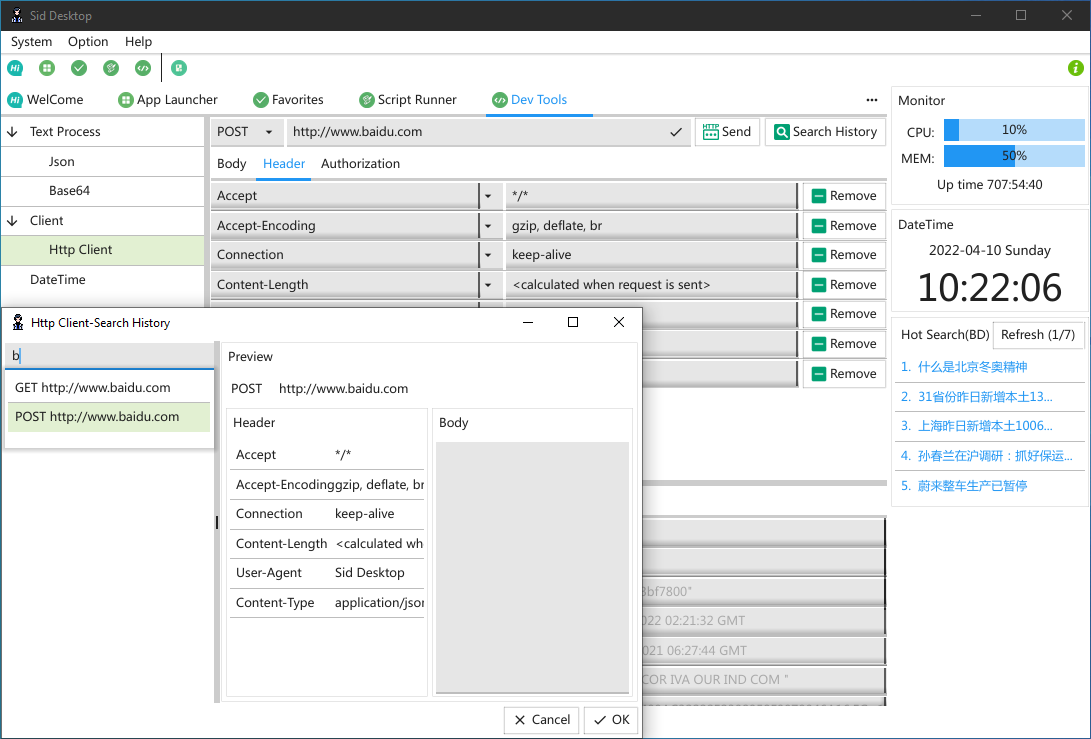 Sid Desktop
System Option Help
WelCome App Launcher Favorites Script Runner Dev Tools ...
Text Process
Json
Base64
Client
Http Client
DateTime
POST http://www.baidu.com Send Search History
Body Header Authorization
Accept */* Remove
Accept-Encoding gzip, deflate, br Remove
Connection keep-alive Remove
Content-Length <calculated when request is sent> Remove
Remove
Remove
Remove
Monitor
CPU: 10%
MEM: 50%
Up time 707:54:40
DateTime
2022-04-10 Sunday
10:22:06
Hot Search(BD) Refresh (1/7)
1. 什么是北京冬奥精神
2. 31省份昨日新增本土13...
3. 上海昨日新增本土1006...
4. 孙春兰在沪调研：抓好保运...
5. 蔚来整车生产已暂停
Http Client-Search History
b
GET http://www.baidu.com
POST http://www.baidu.com
Preview
POST http://www.baidu.com
Header
Accept */*
Accept-Encodinggzip, deflate, br
Connection keep-alive
Content-Length <calculated wh
User-Agent Sid Desktop
Content-Type application/jso
Body
Cancel OK
8bf7800"
022 02:21:32 GMT
021 06:27:44 GMT
COR IVA OUR IND COM "